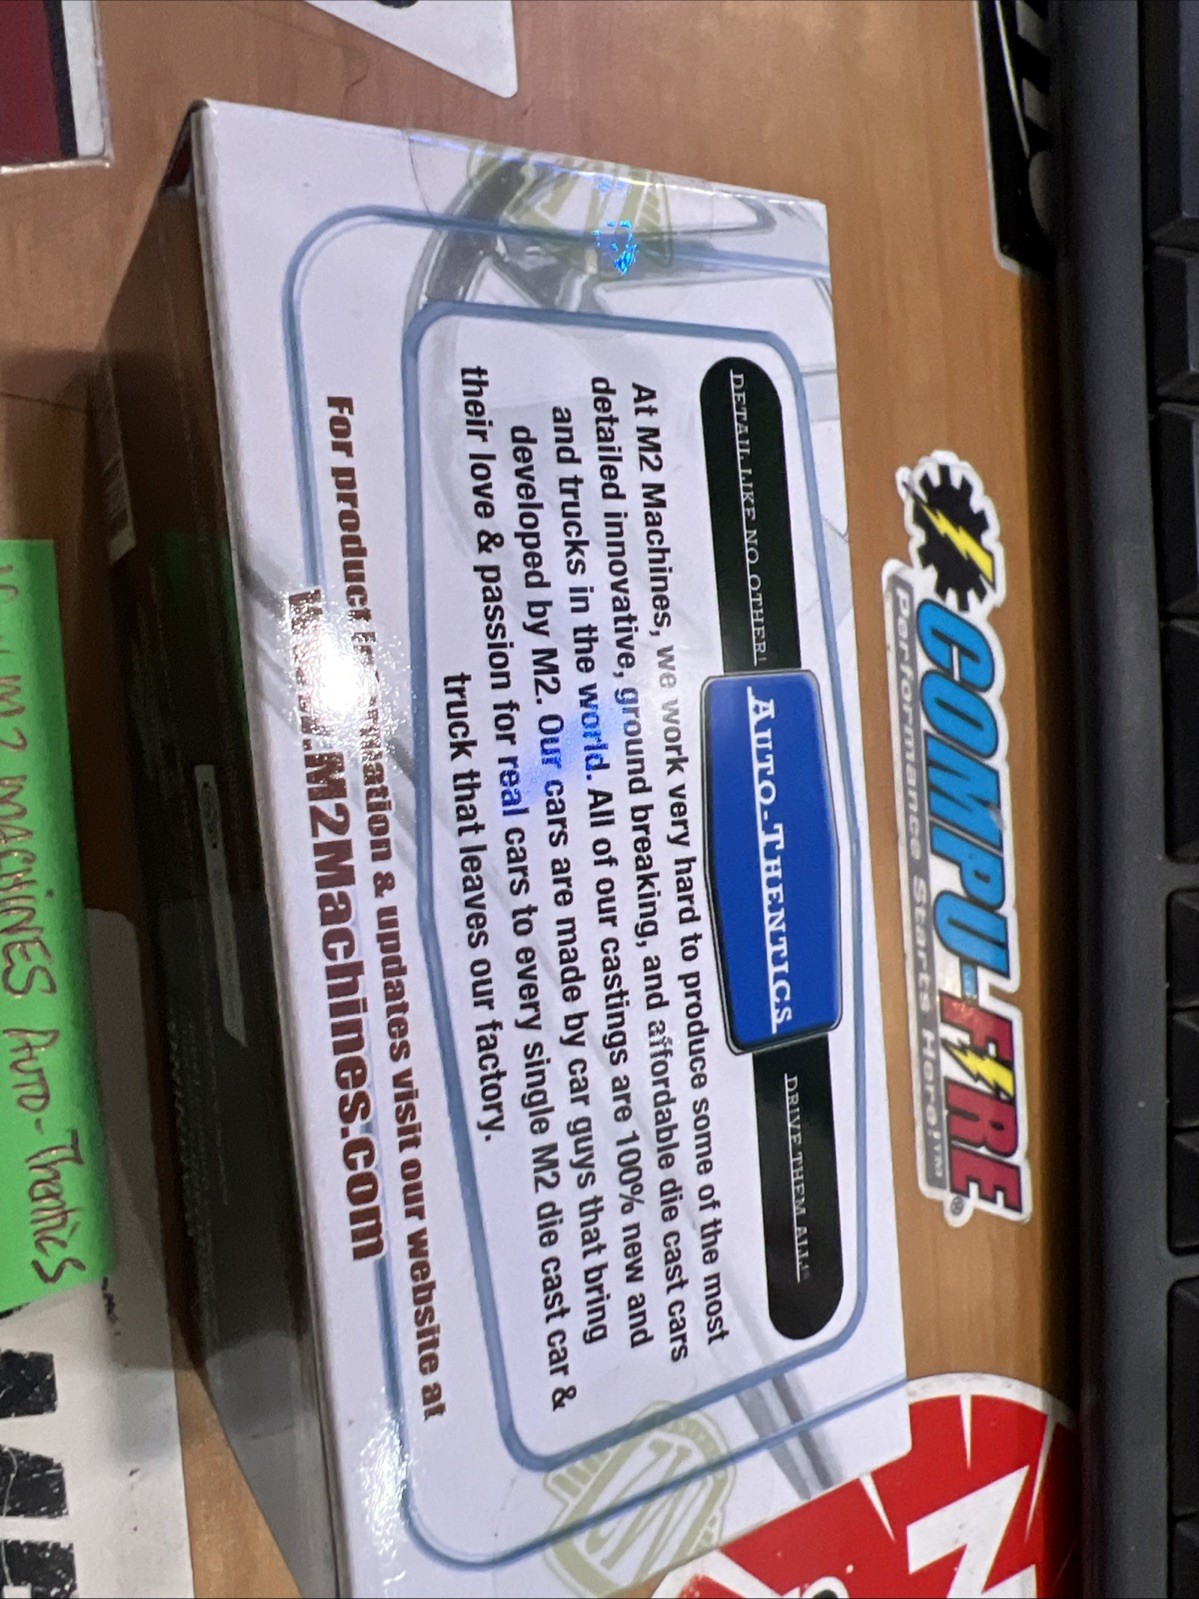 COMPU-FIRE®
Performance Starts Here!™
DETAIL LIKE NO OTHER!
AUTO-THENTICS
DRIVE THEM ALL!
At M2 Machines, we work very hard to produce some of the most
detailed innovative, ground breaking, and affordable die cast cars
and trucks in the world. All of our castings are 100% new and
developed by M2. Our cars are made by car guys that bring
their love & passion for real cars to every single M2 die cast car &
truck that leaves our factory.
For product information & updates visit our website at
www.M2Machines.com
M2 MACHINES AUTO-THENTICS